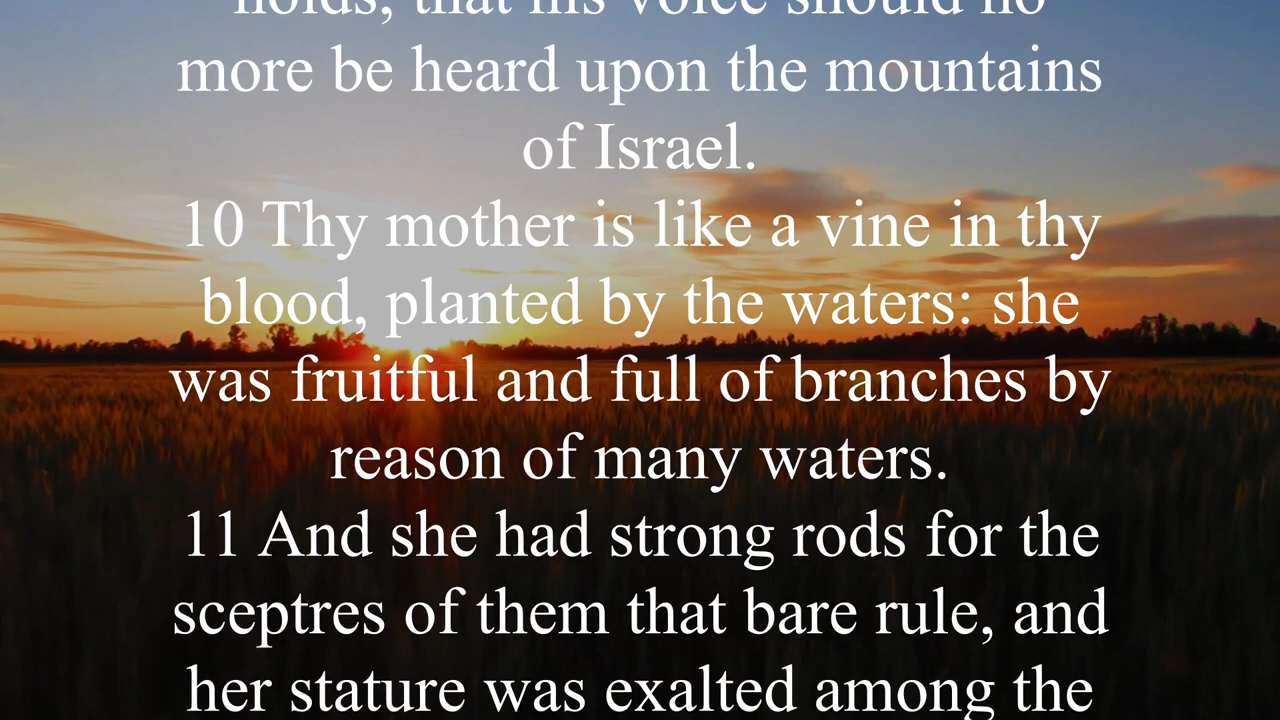 holds, that his voice should no
more be heard upon the mountains
of Israel.
10 Thy mother is like a vine in thy
blood, planted by the waters: she
was fruitful and full of branches by
reason of many waters.
11 And she had strong rods for the
sceptres of them that bare rule, and
her stature was exalted among the